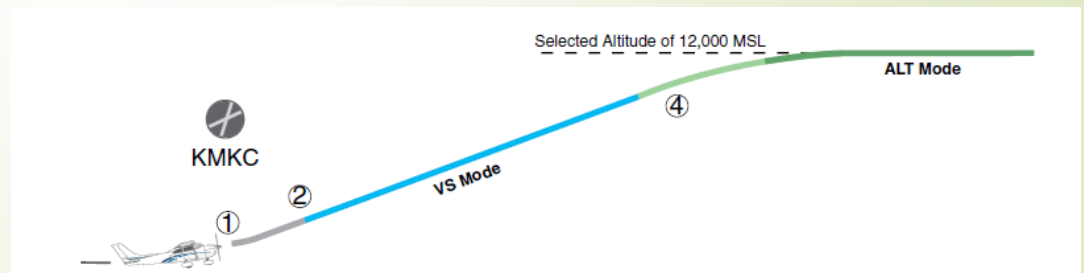 Selected Altitude of 12,000 MSL
ALT Mode
④
KMKC
VS Mode
②
①